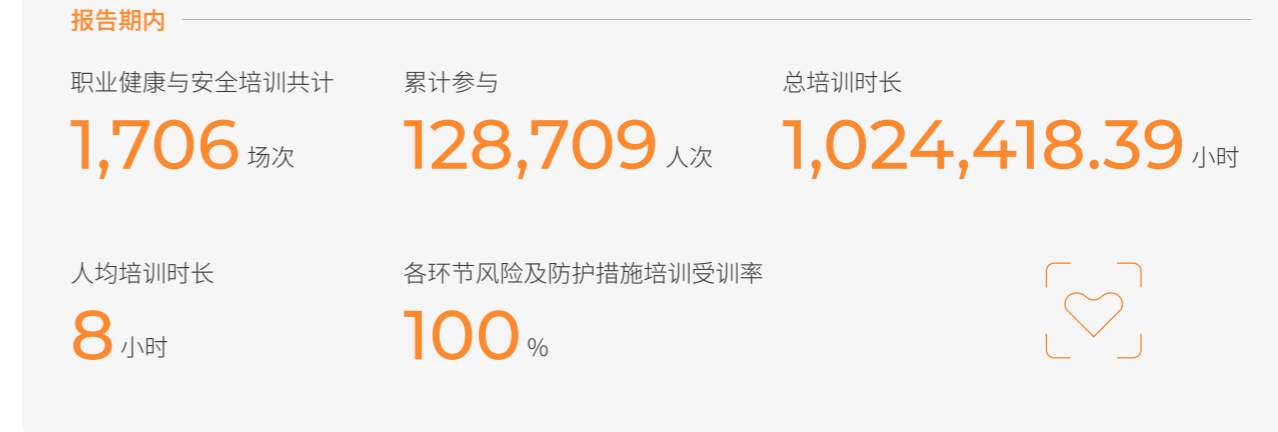 报告期内
职业健康与安全培训共计
1,706 场次
累计参与
128,709 人次
总培训时长
1,024,418.39 小时
人均培训时长
8 小时
各环节风险及防护措施培训受训率
100 %